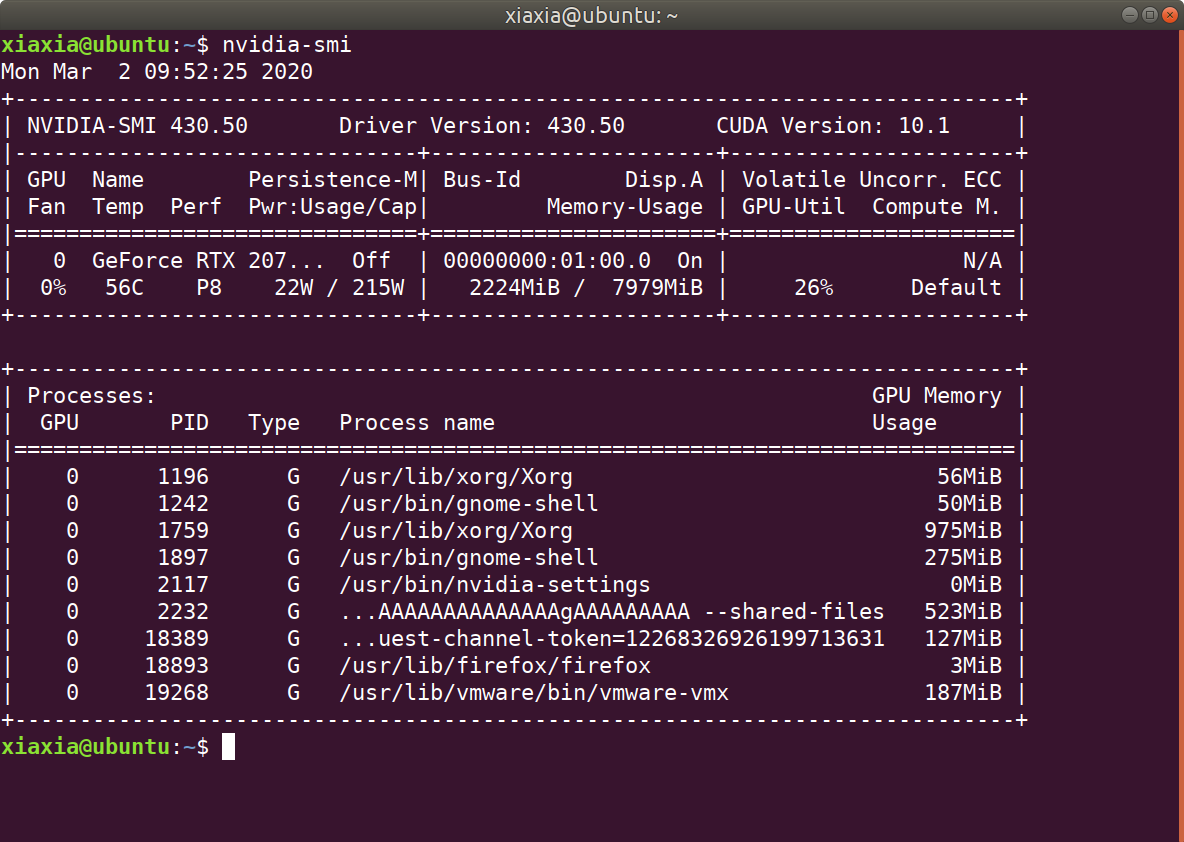 xiaxia@ubuntu: ~
xiaxia@ubuntu:~$ nvidia-smi
Mon Mar  2 09:52:25 2020
+-----------------------------------------------------------------------------+
| NVIDIA-SMI 430.50       Driver Version: 430.50       CUDA Version: 10.1     |
|-------------------------------+----------------------+----------------------+
| GPU  Name        Persistence-M| Bus-Id        Disp.A | Volatile Uncorr. ECC |
| Fan  Temp  Perf  Pwr:Usage/Cap|         Memory-Usage | GPU-Util  Compute M. |
|===============================+======================+======================|
|   0  GeForce RTX 207...  Off  | 00000000:01:00.0  On |                  N/A |
|  0%   56C    P8    22W / 215W |   2224MiB /  7979MiB |     26%      Default |
+-------------------------------+----------------------+----------------------+

+-----------------------------------------------------------------------------+
| Processes:                                                       GPU Memory |
|  GPU       PID   Type   Process name                             Usage      |
|=============================================================================|
|    0      1196      G   /usr/lib/xorg/Xorg                            56MiB |
|    0      1242      G   /usr/bin/gnome-shell                          50MiB |
|    0      1759      G   /usr/lib/xorg/Xorg                           975MiB |
|    0      1897      G   /usr/bin/gnome-shell                         275MiB |
|    0      2117      G   /usr/bin/nvidia-settings                       0MiB |
|    0      2232      G   ...AAAAAAAAAAAAAAgAAAAAAAAA --shared-files   523MiB |
|    0     18389      G   ...uest-channel-token=12268326926199713631   127MiB |
|    0     18893      G   /usr/lib/firefox/firefox                       3MiB |
|    0     19268      G   /usr/lib/vmware/bin/vmware-vmx               187MiB |
+-----------------------------------------------------------------------------+
xiaxia@ubuntu:~$